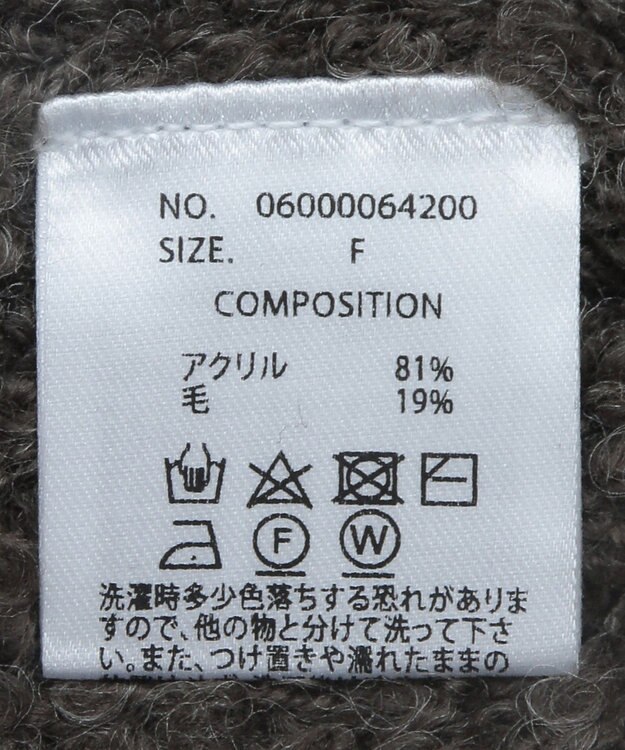 NO. 06000064200
SIZE. F
COMPOSITION
アクリル 81%
毛 19%
F W
洗濯時多少色落ちする恐れがありま
すので、他の物と分けて洗って下さ
い。また、つけ置きや濡れたままの